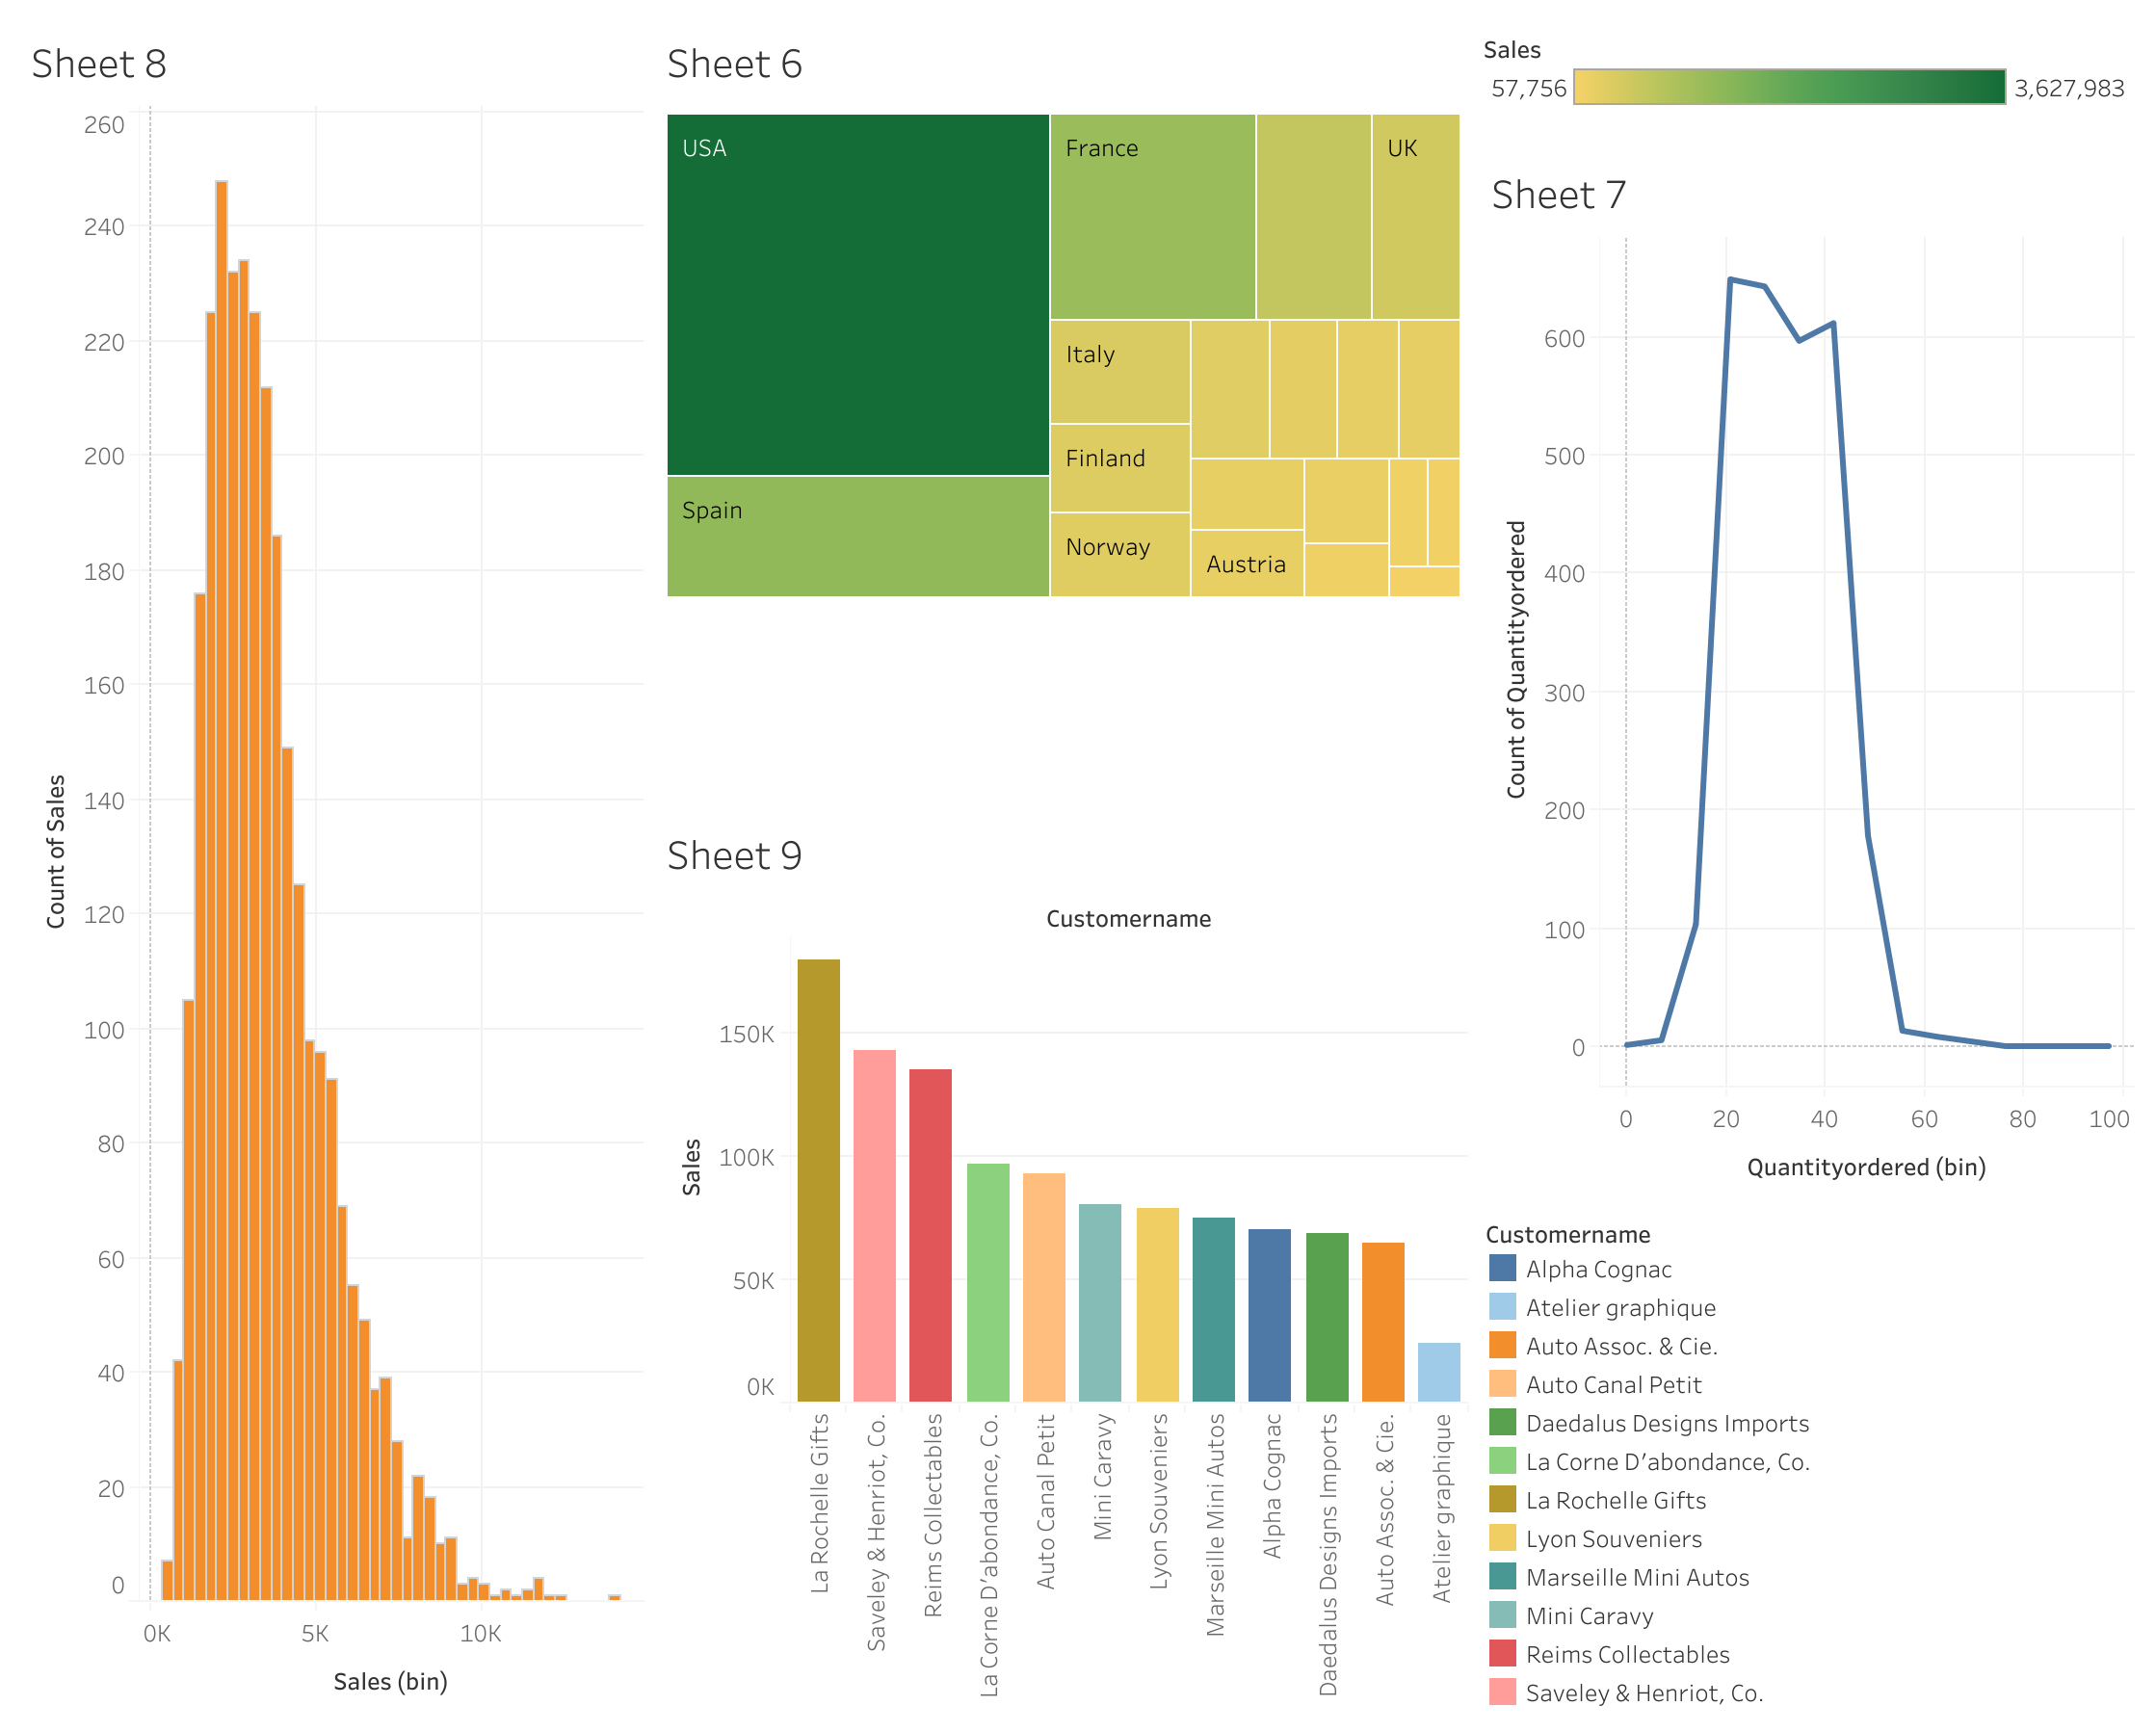 Sheet 8
260
240
220
200
180
160
140
120
100
80
60
40
20
0
Count of Sales
0K 5K 10K
Sales (bin)
Sheet 6
USA
France
UK
Spain
Italy
Finland
Norway
Austria
Sheet 9
Customername
150K
100K
50K
0K
Sales
La Rochelle Gifts
Saveley & Henriot, Co.
Reims Collectables
La Corne D'abondance, Co.
Auto Canal Petit
Mini Caravy
Lyon Souveniers
Marseille Mini Autos
Alpha Cognac
Daedalus Designs Imports
Auto Assoc. & Cie.
Atelier graphique
Sales
57,756 3,627,983
Sheet 7
600
500
400
300
200
100
0
Count of Quantityordered
0 20 40 60 80 100
Quantityordered (bin)
Customername
Alpha Cognac
Atelier graphique
Auto Assoc. & Cie.
Auto Canal Petit
Daedalus Designs Imports
La Corne D'abondance, Co.
La Rochelle Gifts
Lyon Souveniers
Marseille Mini Autos
Mini Caravy
Reims Collectables
Saveley & Henriot, Co.